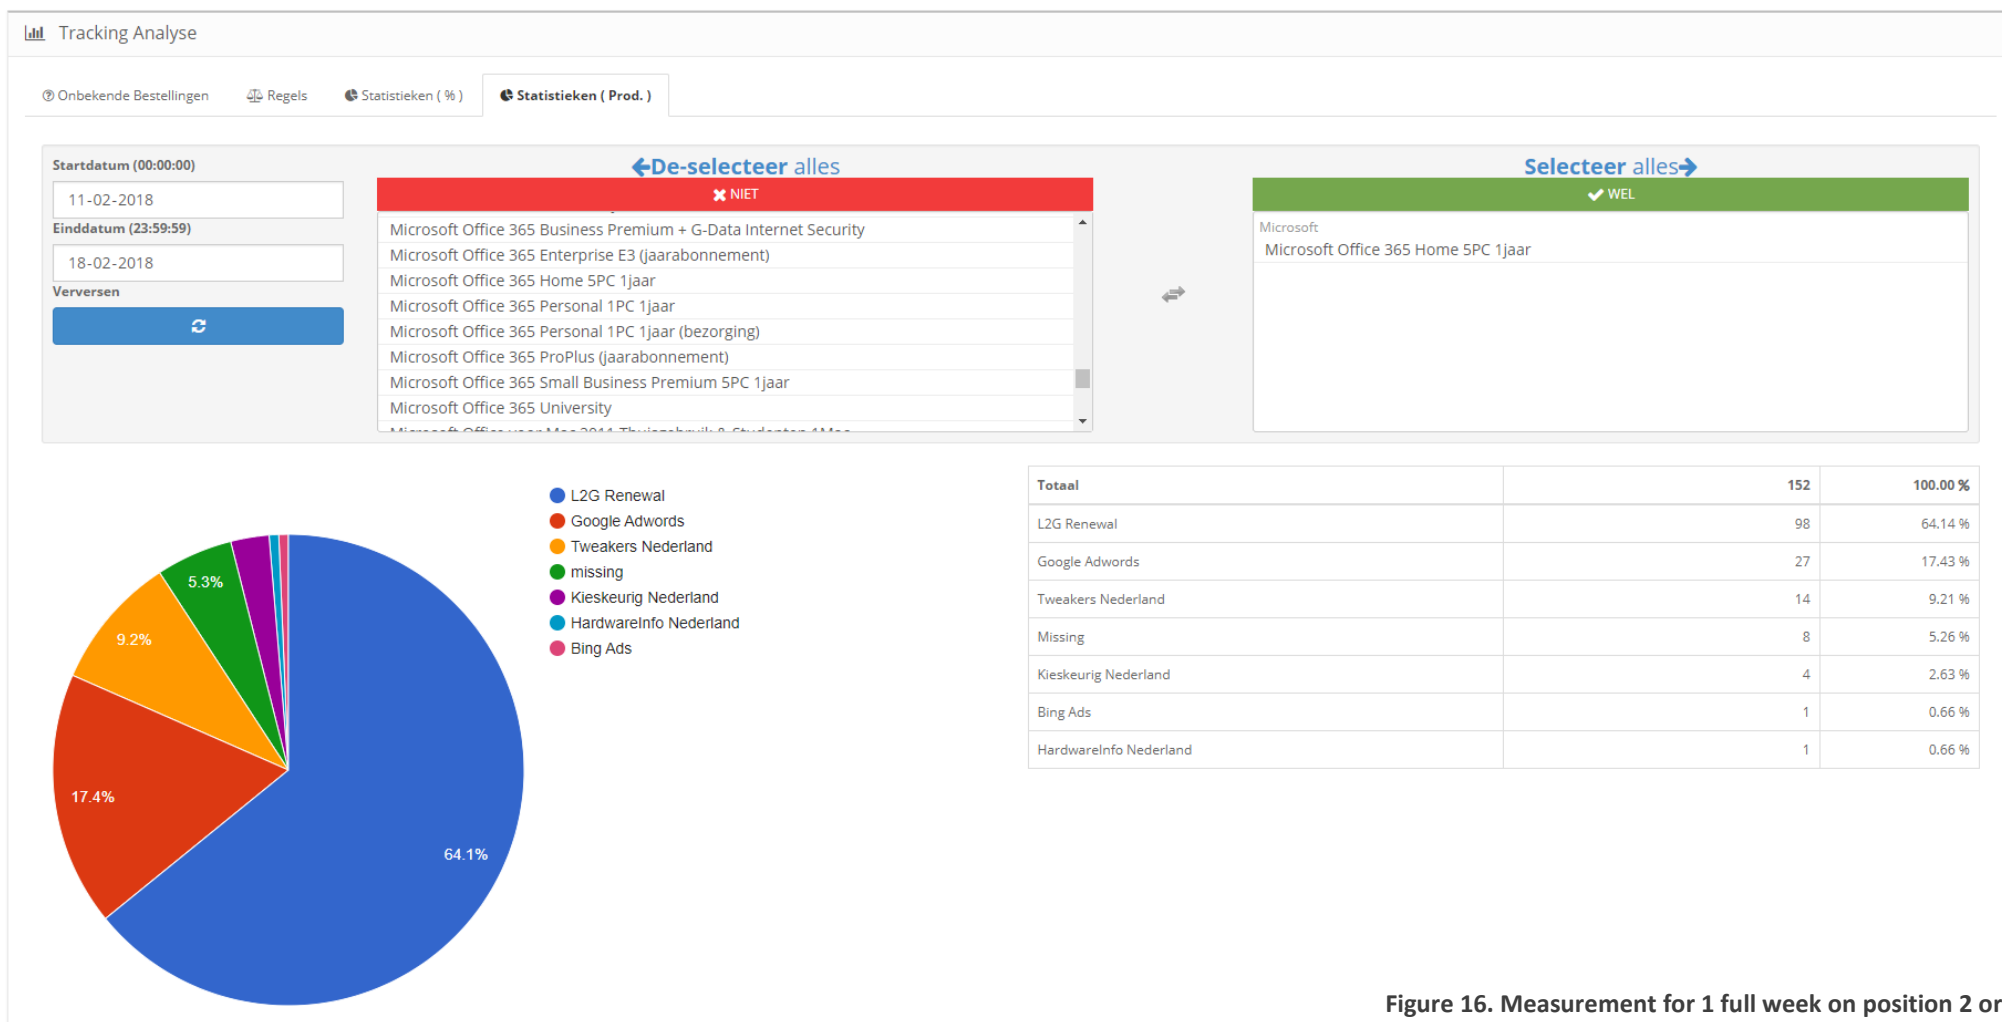 Tracking Analyse
Onbekende Bestellingen
Regels
Statistieken ( % )
Statistieken ( Prod. )
Startdatum (00:00:00)
11-02-2018
Einddatum (23:59:59)
18-02-2018
Verversen
De-selecteer alles
NIET
Microsoft Office 365 Business Premium + G-Data Internet Security
Microsoft Office 365 Enterprise E3 (jaarabonnement)
Microsoft Office 365 Home 5PC 1jaar
Microsoft Office 365 Personal 1PC 1jaar
Microsoft Office 365 Personal 1PC 1jaar (bezorging)
Microsoft Office 365 ProPlus (jaarabonnement)
Microsoft Office 365 Small Business Premium 5PC 1jaar
Microsoft Office 365 University
Microsoft Office voor Mac 2011 Thuisgebruik & Studenten 1Mac
Selecteer alles
WEL
Microsoft
Microsoft Office 365 Home 5PC 1jaar
5.3%
9.2%
17.4%
64.1%
L2G Renewal
Google Adwords
Tweakers Nederland
missing
Kieskeurig Nederland
HardwareInfo Nederland
Bing Ads
Totaal 152 100.00 %
L2G Renewal 98 64.14 %
Google Adwords 27 17.43 %
Tweakers Nederland 14 9.21 %
Missing 8 5.26 %
Kieskeurig Nederland 4 2.63 %
Bing Ads 1 0.66 %
HardwareInfo Nederland 1 0.66 %
Figure 16. Measurement for 1 full week on position 2 or